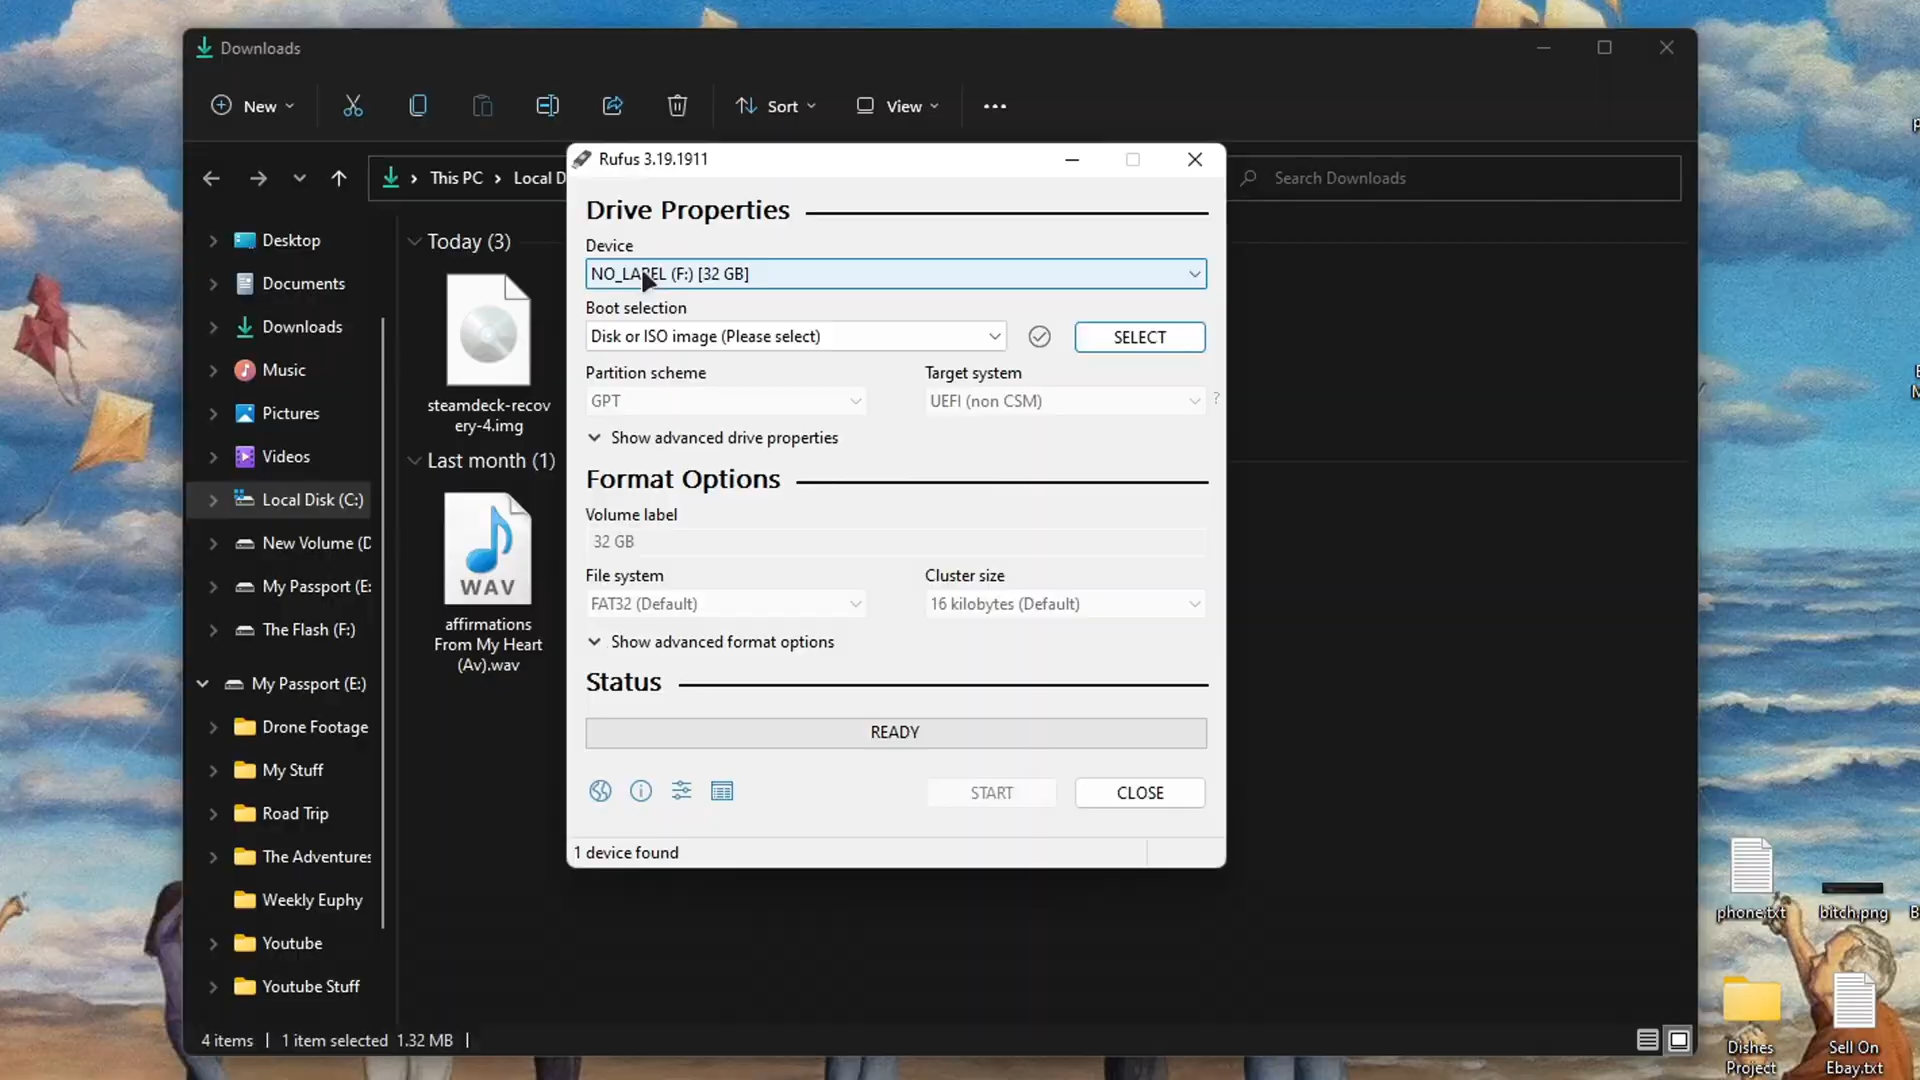 Downloads
New
Sort
View
This PC
Local D
Search Downloads
Desktop
Documents
Downloads
Music
Pictures
Videos
Local Disk (C:)
New Volume (D
My Passport (E:
The Flash (F:)
My Passport (E:)
Drone Footage
My Stuff
Road Trip
The Adventures
Weekly Euphy
Youtube
Youtube Stuff
Today (3)
steamdeck-recov
ery-4.img
Last month (1)
WAV
affirmations
From My Heart
(Av).wav
Rufus 3.19.1911
Drive Properties
Device
NO_LABEL (F:) [32 GB]
Boot selection
Disk or ISO image (Please select)
SELECT
Partition scheme
Target system
GPT
UEFI (non CSM)
?
Show advanced drive properties
Format Options
Volume label
32 GB
File system
Cluster size
FAT32 (Default)
16 kilobytes (Default)
Show advanced format options
Status
READY
START
CLOSE
1 device found
4 items
1 item selected 1.32 MB
phone.txt
bitch.png
Dishes
Project
Sell On
Ebay.txt